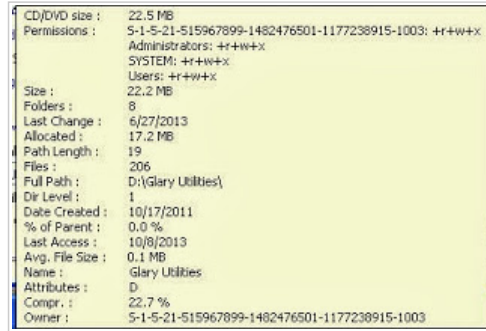 CD/DVD size : 22.5 MB
Permissions : S-1-5-21-515967899-1482476501-1177238915-1003: +r+w+x
Administrators: +r+w+x
SYSTEM: +r+w+x
Users: +r+w+x
Size : 22.2 MB
Folders : 8
Last Change : 6/27/2013
Allocated : 17.2 MB
Path Length : 19
Files : 206
Full Path : D:\Glary Utilities\
Dir Level : 1
Date Created : 10/17/2011
% of Parent : 0.0 %
Last Access : 10/8/2013
Avg. File Size : 0.1 MB
Name : Glary Utilities
Attributes : D
Compr. : 22.7 %
Owner : S-1-5-21-515967899-1482476501-1177238915-1003